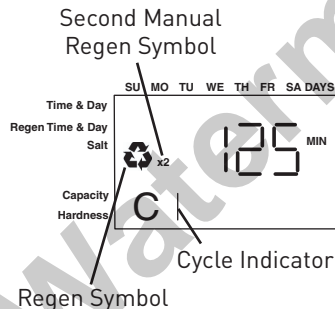 Second Manual
Regen Symbol
SU MO TU WE TH FR SA DAYS
Time & Day
Regen Time & Day
Salt
x2
125 MIN
Capacity
Hardness
C
Cycle Indicator
Regen Symbol